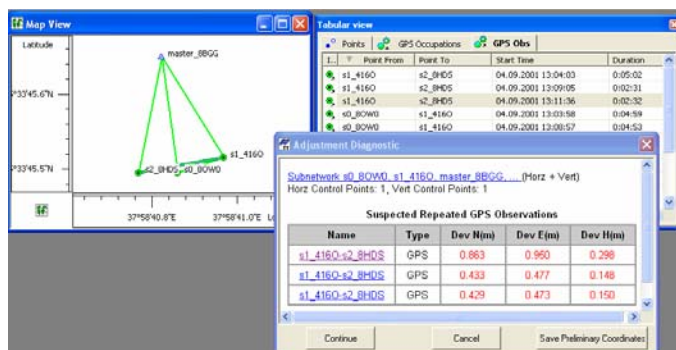 Map View
Latitude
master_8BGG
6°33'45.6"N
6°33'45.5"N
s2_8HDS
s0_8OW0
s1_416O
37°58'40.8"E
37°58'41.0"E
Tabular view
Points
GPS Occupations
GPS Obs
I... Point From Point To Start Time Duration
s1_416O s2_8HDS 04.09.2001 13:04:03 0:05:02
s1_416O s2_8HDS 04.09.2001 13:09:05 0:02:31
s1_416O s2_8HDS 04.09.2001 13:11:36 0:02:32
s0_8OW0 s1_416O 04.09.2001 13:03:58 0:04:59
s0_8OW0 s1_416O 04.09.2001 13:08:57 0:04:53
Adjustment Diagnostic
Subnetwork s0_8OW0, s1_416O, master_8BGG, ... (Horz + Vert)
Horz Control Points: 1, Vert Control Points: 1
Suspected Repeated GPS Observations
Name Type Dev N(m) Dev E(m) Dev H(m)
s1_416O-s2_8HDS GPS 0.863 0.950 0.298
s1_416O-s2_8HDS GPS 0.433 0.477 0.148
s1_416O-s2_8HDS GPS 0.429 0.473 0.150
Continue
Cancel
Save Preliminary Coordinates